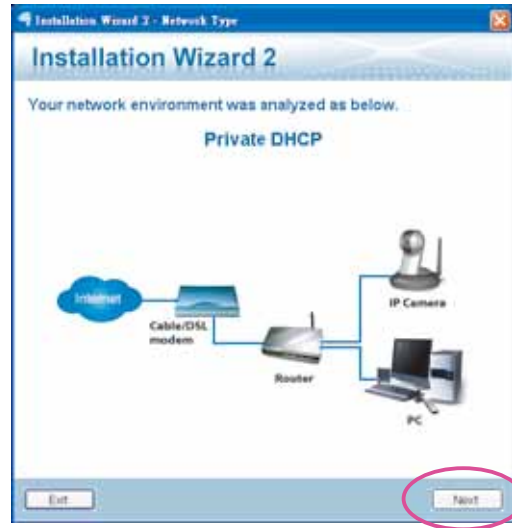 Installation Wizard 2 - Network Type
Installation Wizard 2
Your network environment was analyzed as below.
Private DHCP
Internet
Cable/DSL
modem
Router
IP Camera
PC
Exit
Next